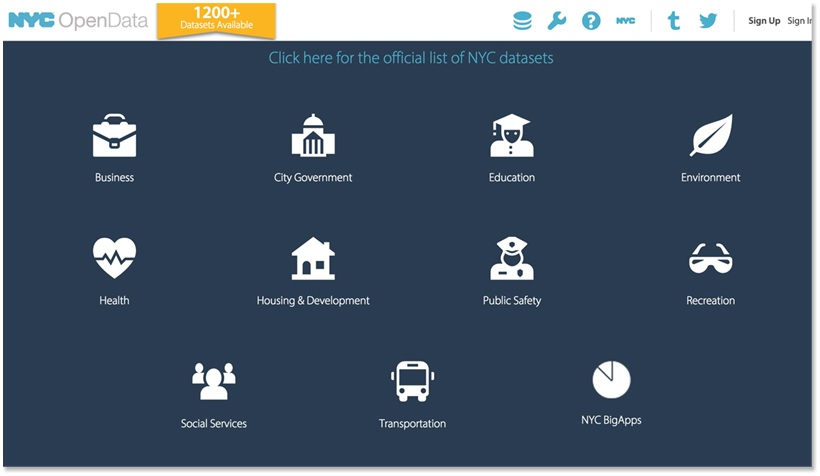 NYC OpenData
1200+
Datasets Available
NYC
Sign Up Sign In
Click here for the official list of NYC datasets
Business City Government Education Environment
Health Housing & Development Public Safety Recreation
Social Services Transportation NYC BigApps